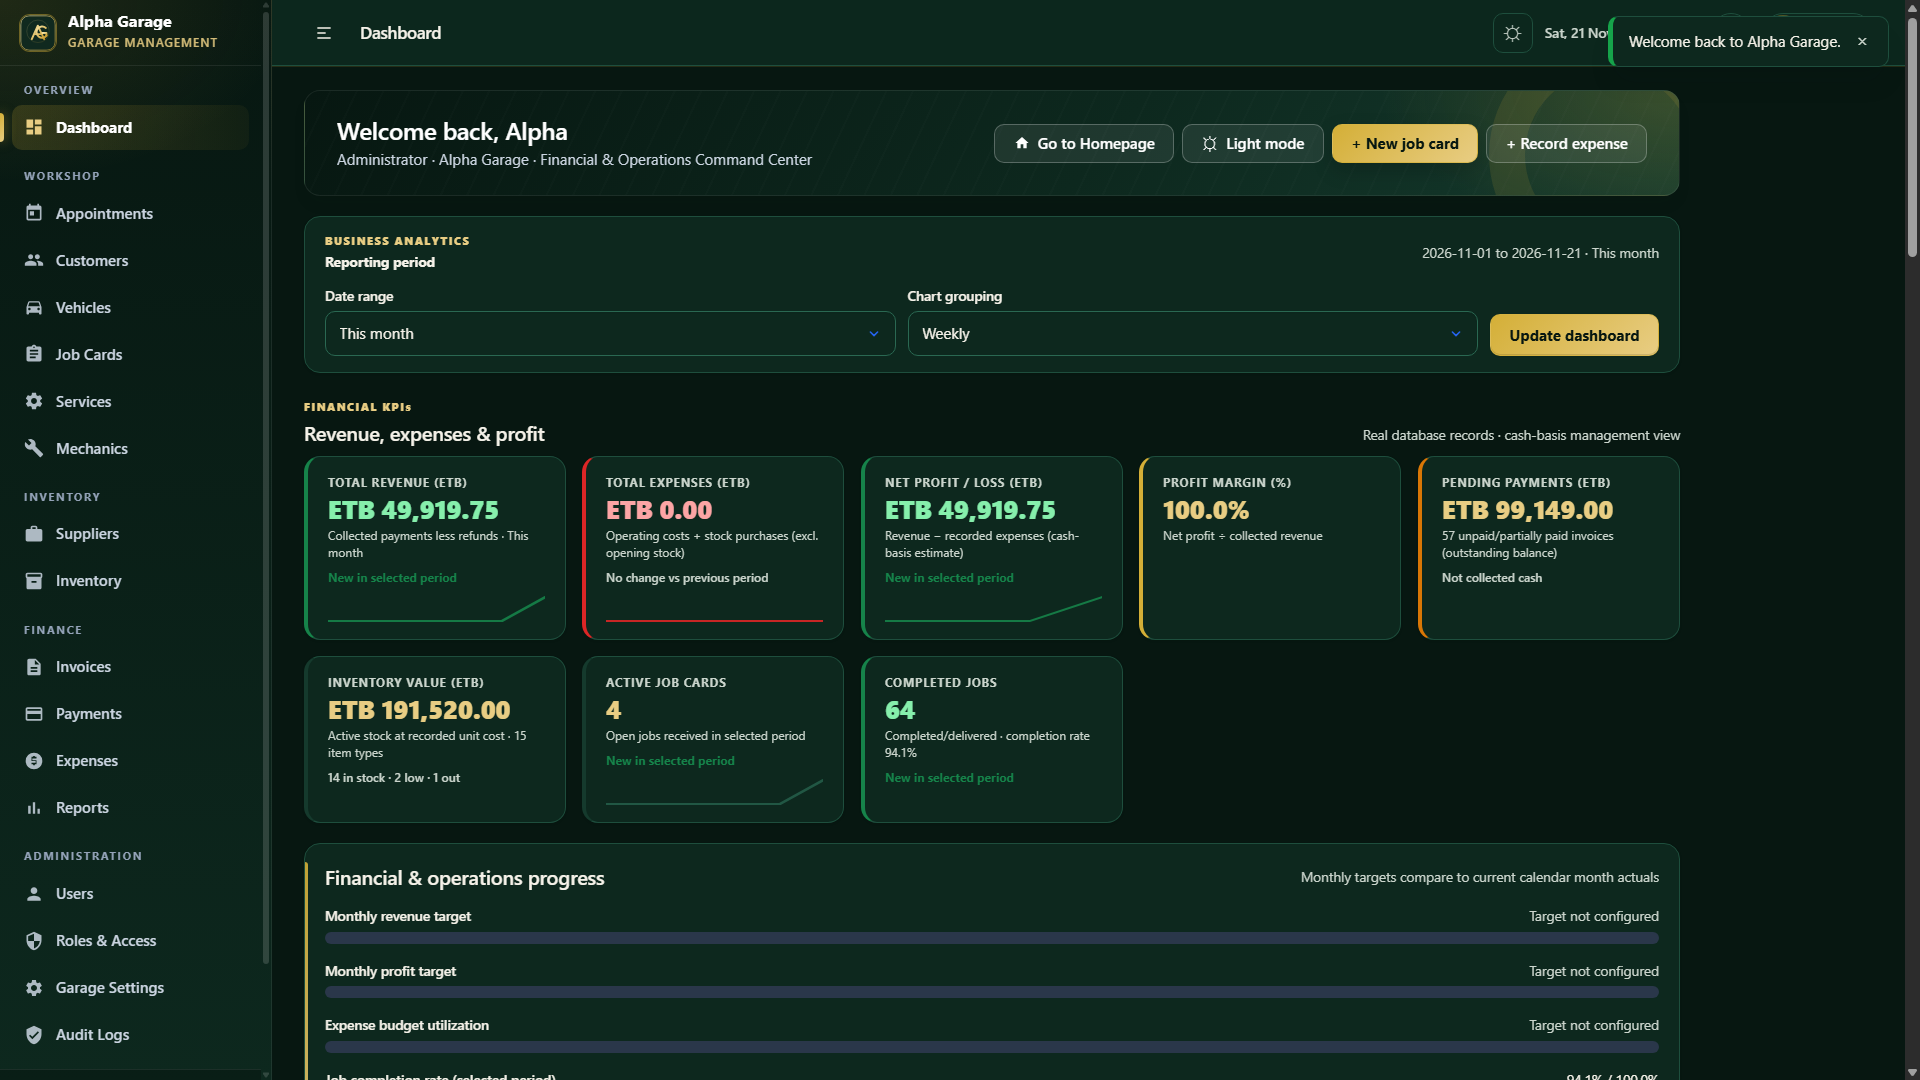 Alpha Garage
GARAGE MANAGEMENT
OVERVIEW
Dashboard
WORKSHOP
Appointments
Customers
Vehicles
Job Cards
Services
Mechanics
INVENTORY
Suppliers
Inventory
FINANCE
Invoices
Payments
Expenses
Reports
ADMINISTRATION
Users
Roles & Access
Garage Settings
Audit Logs
Dashboard
Sat, 21 Nov
Welcome back to Alpha Garage. ×
Welcome back, Alpha
Administrator · Alpha Garage · Financial & Operations Command Center
Go to Homepage
Light mode
+ New job card
+ Record expense
BUSINESS ANALYTICS
Reporting period
2026-11-01 to 2026-11-21 · This month
Date range
This month
Chart grouping
Weekly
Update dashboard
FINANCIAL KPIs
Revenue, expenses & profit
Real database records · cash-basis management view
TOTAL REVENUE (ETB)
ETB 49,919.75
Collected payments less refunds · This
month
New in selected period
TOTAL EXPENSES (ETB)
ETB 0.00
Operating costs + stock purchases (excl.
opening stock)
No change vs previous period
NET PROFIT / LOSS (ETB)
ETB 49,919.75
Revenue − recorded expenses (cash-
basis estimate)
New in selected period
PROFIT MARGIN (%)
100.0%
Net profit ÷ collected revenue
PENDING PAYMENTS (ETB)
ETB 99,149.00
57 unpaid/partially paid invoices
(outstanding balance)
Not collected cash
INVENTORY VALUE (ETB)
ETB 191,520.00
Active stock at recorded unit cost · 15
item types
14 in stock · 2 low · 1 out
ACTIVE JOB CARDS
4
Open jobs received in selected period
New in selected period
COMPLETED JOBS
64
Completed/delivered · completion rate
94.1%
New in selected period
Financial & operations progress
Monthly targets compare to current calendar month actuals
Monthly revenue target
Target not configured
Monthly profit target
Target not configured
Expense budget utilization
Target not configured
Job completion rate (selected period)
94.1% / 100.0%